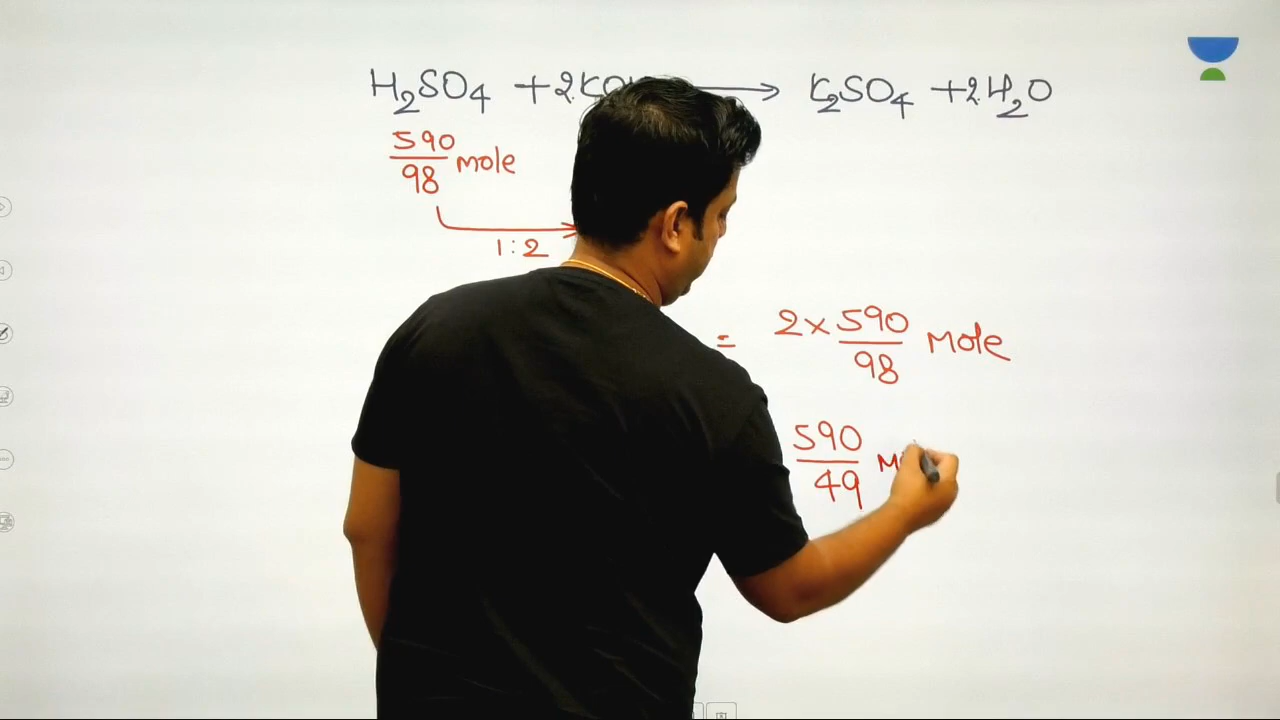 H₂SO₄ + 2KOH ⟶ K₂SO₄ + 2H₂O
590/98 mole
1:2
= 2 × 590/98 Mole
590/49